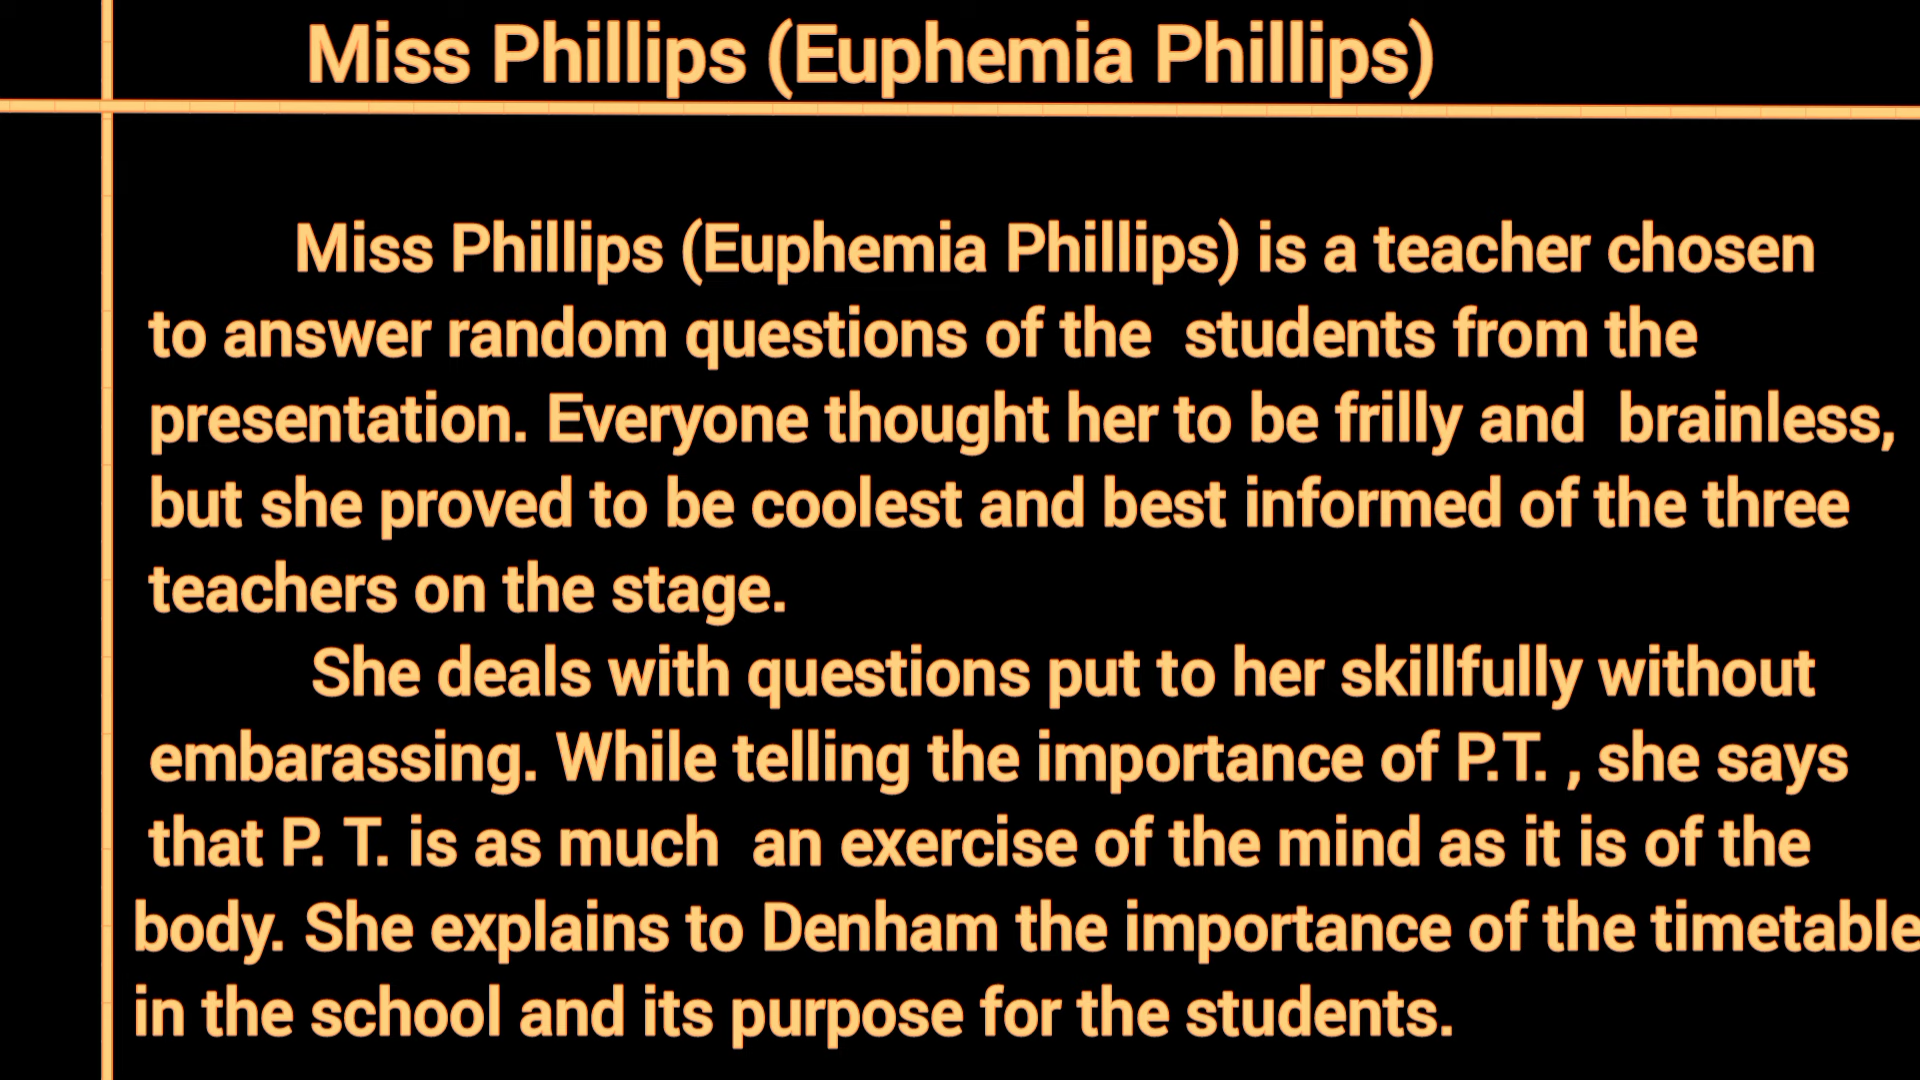 Miss Phillips (Euphemia Phillips)
Miss Phillips (Euphemia Phillips) is a teacher chosen
to answer random questions of the students from the
presentation. Everyone thought her to be frilly and brainless,
but she proved to be coolest and best informed of the three
teachers on the stage.
She deals with questions put to her skillfully without
embarassing. While telling the importance of P.T. , she says
that P. T. is as much an exercise of the mind as it is of the
body. She explains to Denham the importance of the timetable
in the school and its purpose for the students.